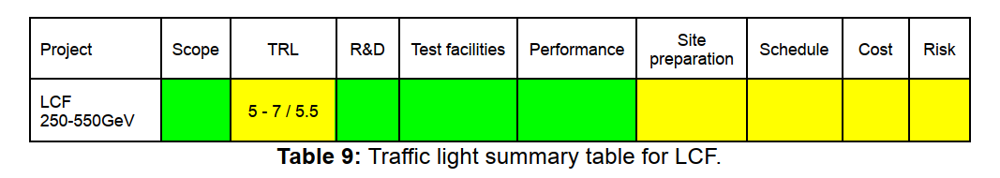 Project Scope TRL R&D Test facilities Performance Site preparation Schedule Cost Risk
LCF
250-550GeV
5 - 7 / 5.5
Table 9: Traffic light summary table for LCF.